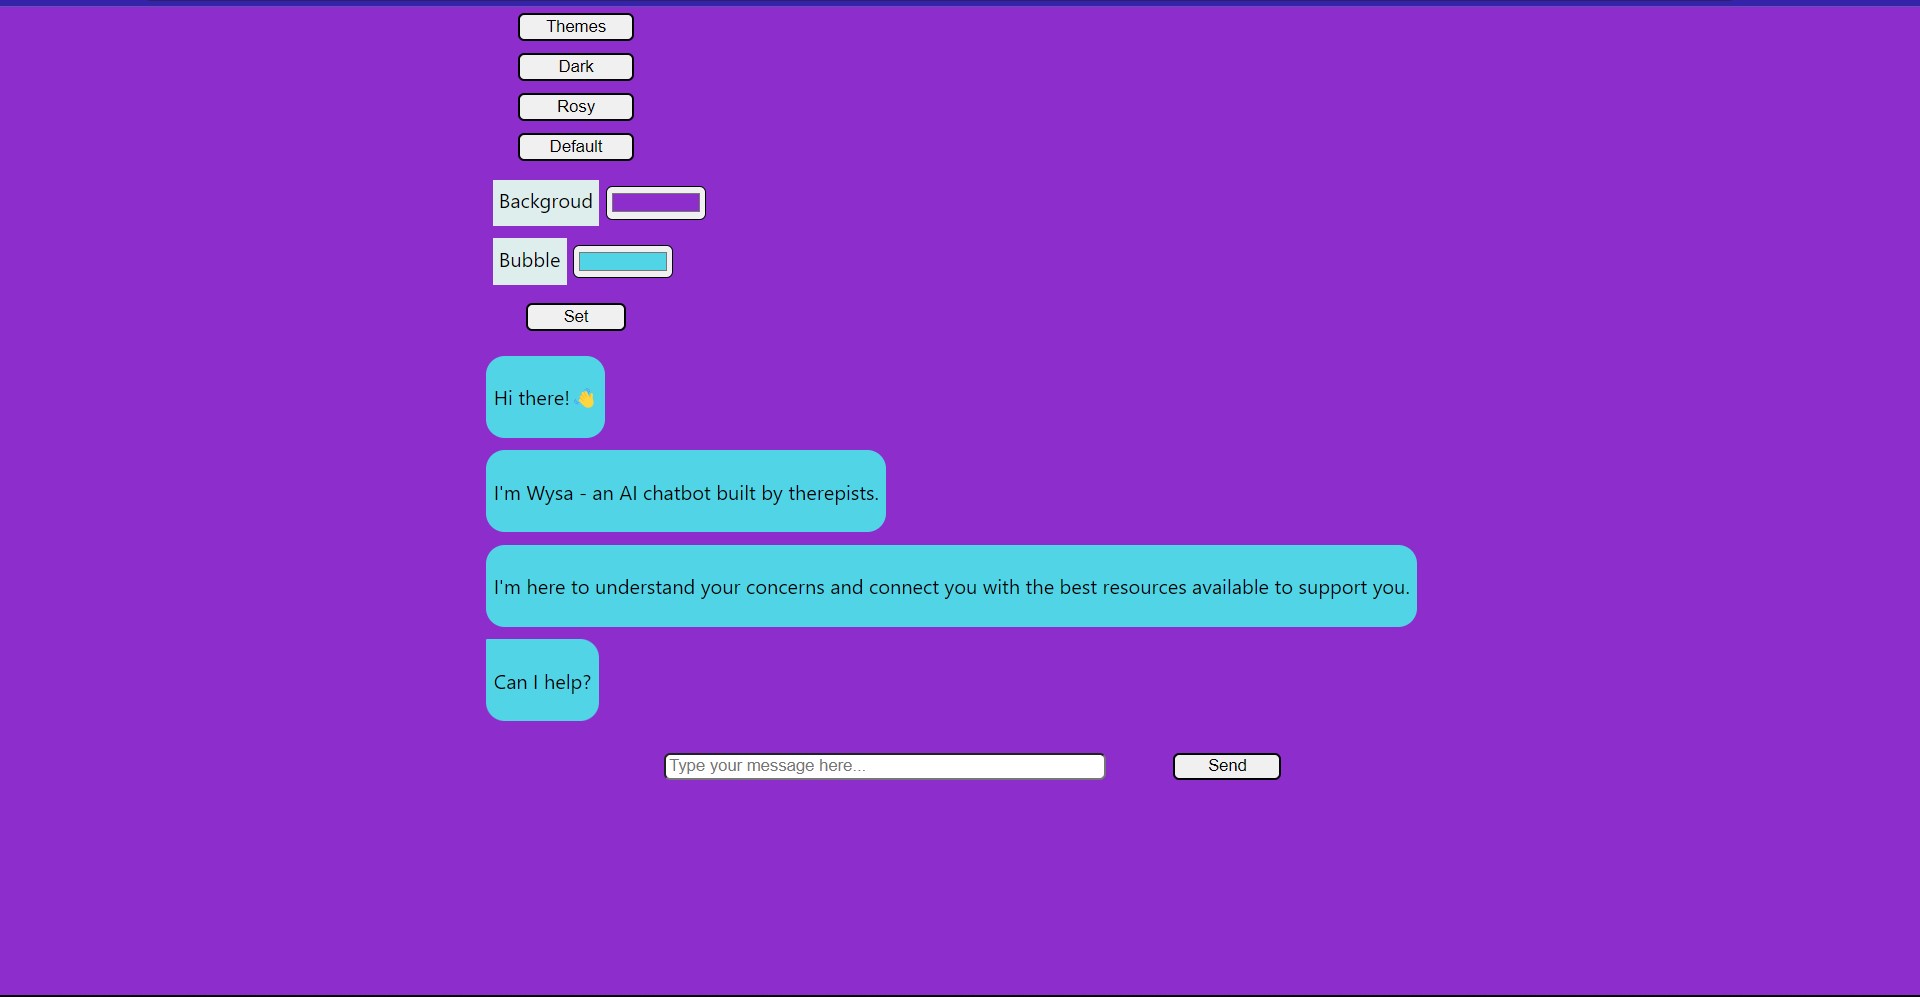 Themes
Dark
Rosy
Default
Backgroud
Bubble
Set
Hi there! 👋
I'm Wysa - an AI chatbot built by therepists.
I'm here to understand your concerns and connect you with the best resources available to support you.
Can I help?
Type your message here... Send